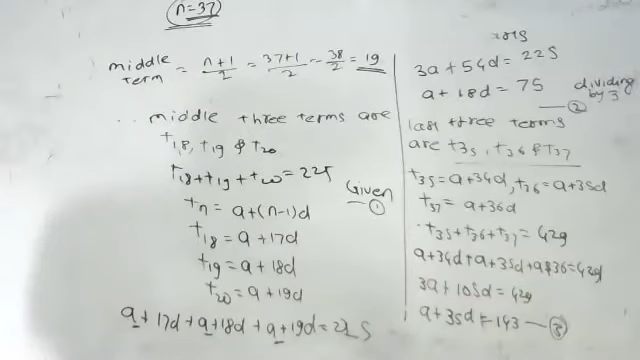 n=37
middle term = n+1/2 = 37+1/2 = 38/2 = 19
middle three terms are
t18, t19 & t20
t18+t19+t20=225 Given ①
tn = a+(n-1)d
t18 = a+17d
t19 = a+18d
t20 = a+19d
a+17d+a+18d+a+19d=225
3a+54d=225
a+18d=75 dividing by 3
—②
last three terms
are t35, t36 & t37
t35=a+34d, t36=a+35d
t37=a+36d
t35+t36+t37=429
a+34d+a+35d+a+36=429
3a+105d=429
a+35d=143 —③